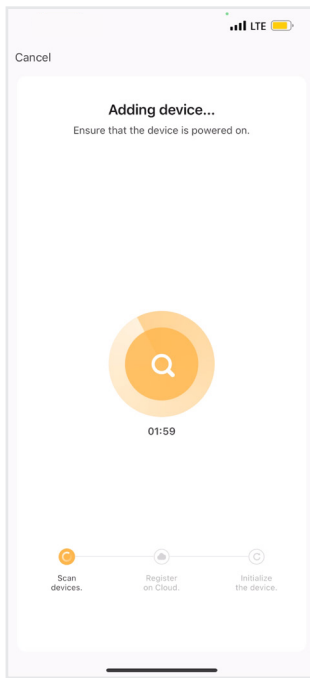 LTE
Cancel
Adding device...
Ensure that the device is powered on.
01:59
Scan
devices.
Register
on Cloud.
Initialize
the device.